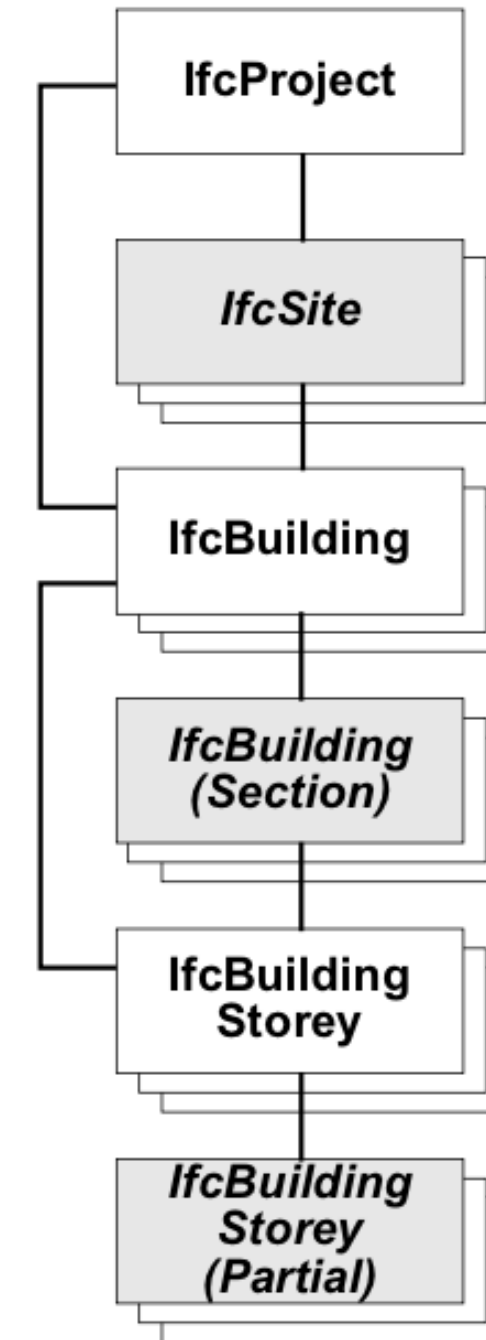 IfcProject
IfcSite
IfcBuilding
IfcBuilding
(Section)
IfcBuilding
Storey
IfcBuilding
Storey
(Partial)